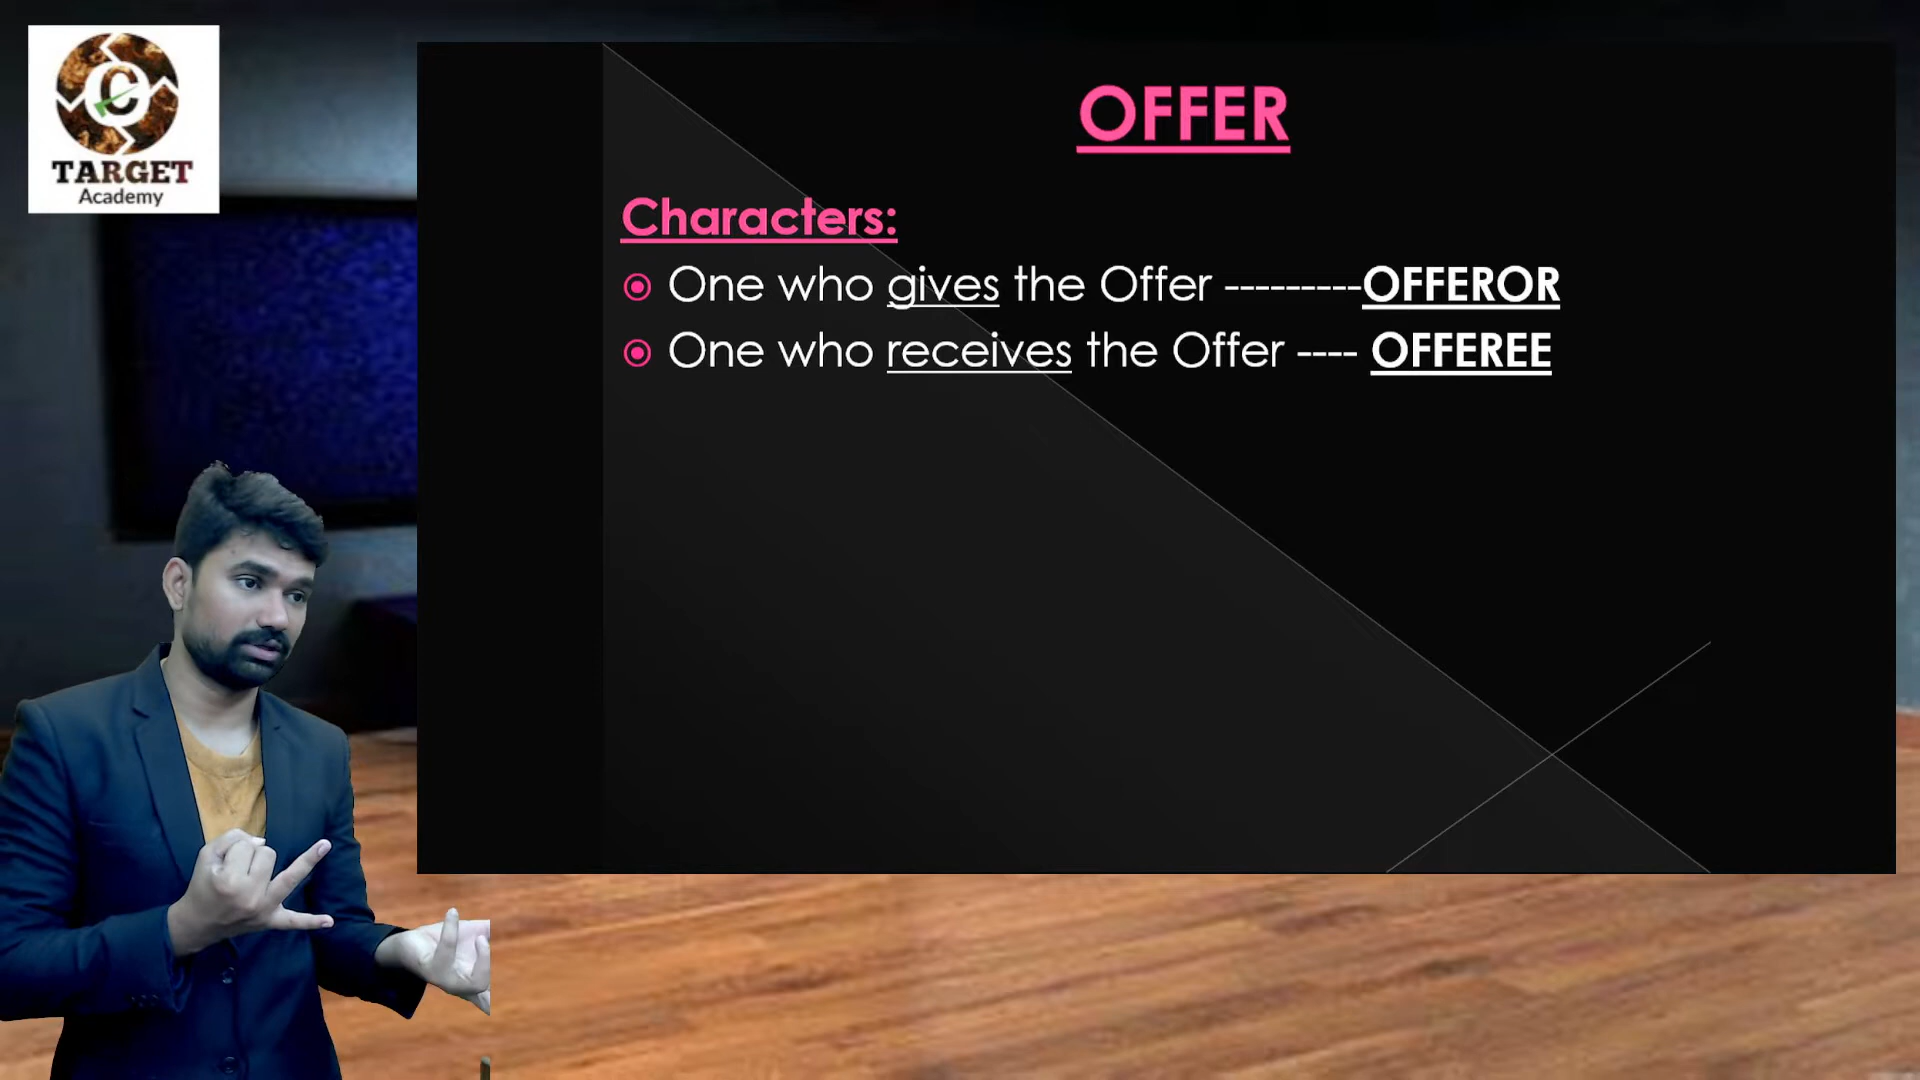 TARGET
Academy
OFFER
Characters:
One who gives the Offer ---------OFFEROR
One who receives the Offer ---- OFFEREE